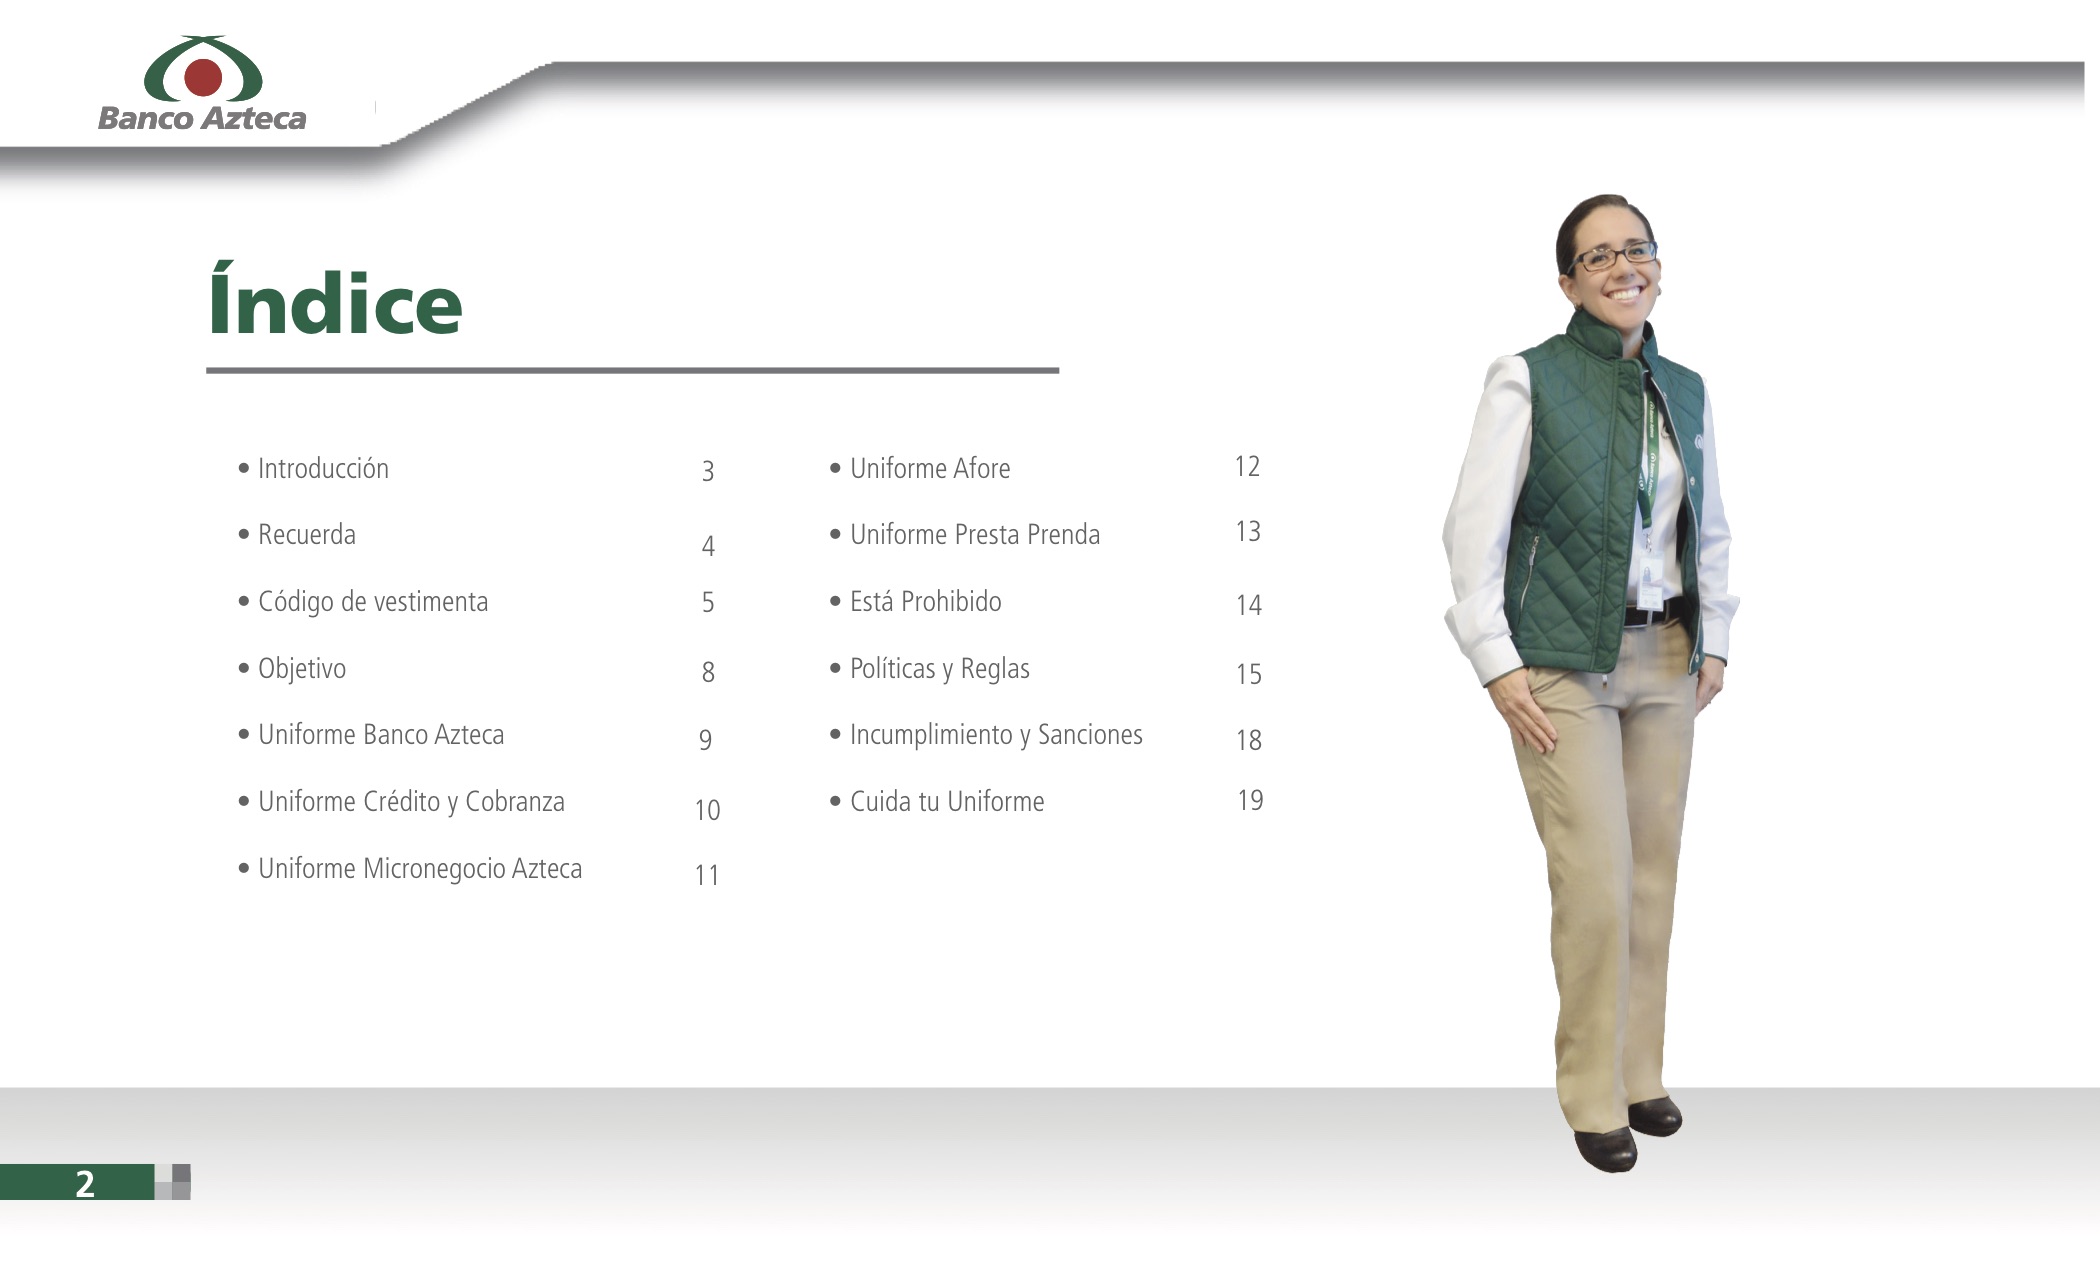 Banco Azteca
Índice
• Introducción 3
• Recuerda 4
• Código de vestimenta 5
• Objetivo 8
• Uniforme Banco Azteca 9
• Uniforme Crédito y Cobranza 10
• Uniforme Micronegocio Azteca 11
• Uniforme Afore 12
• Uniforme Presta Prenda 13
• Está Prohibido 14
• Políticas y Reglas 15
• Incumplimiento y Sanciones 18
• Cuida tu Uniforme 19
2